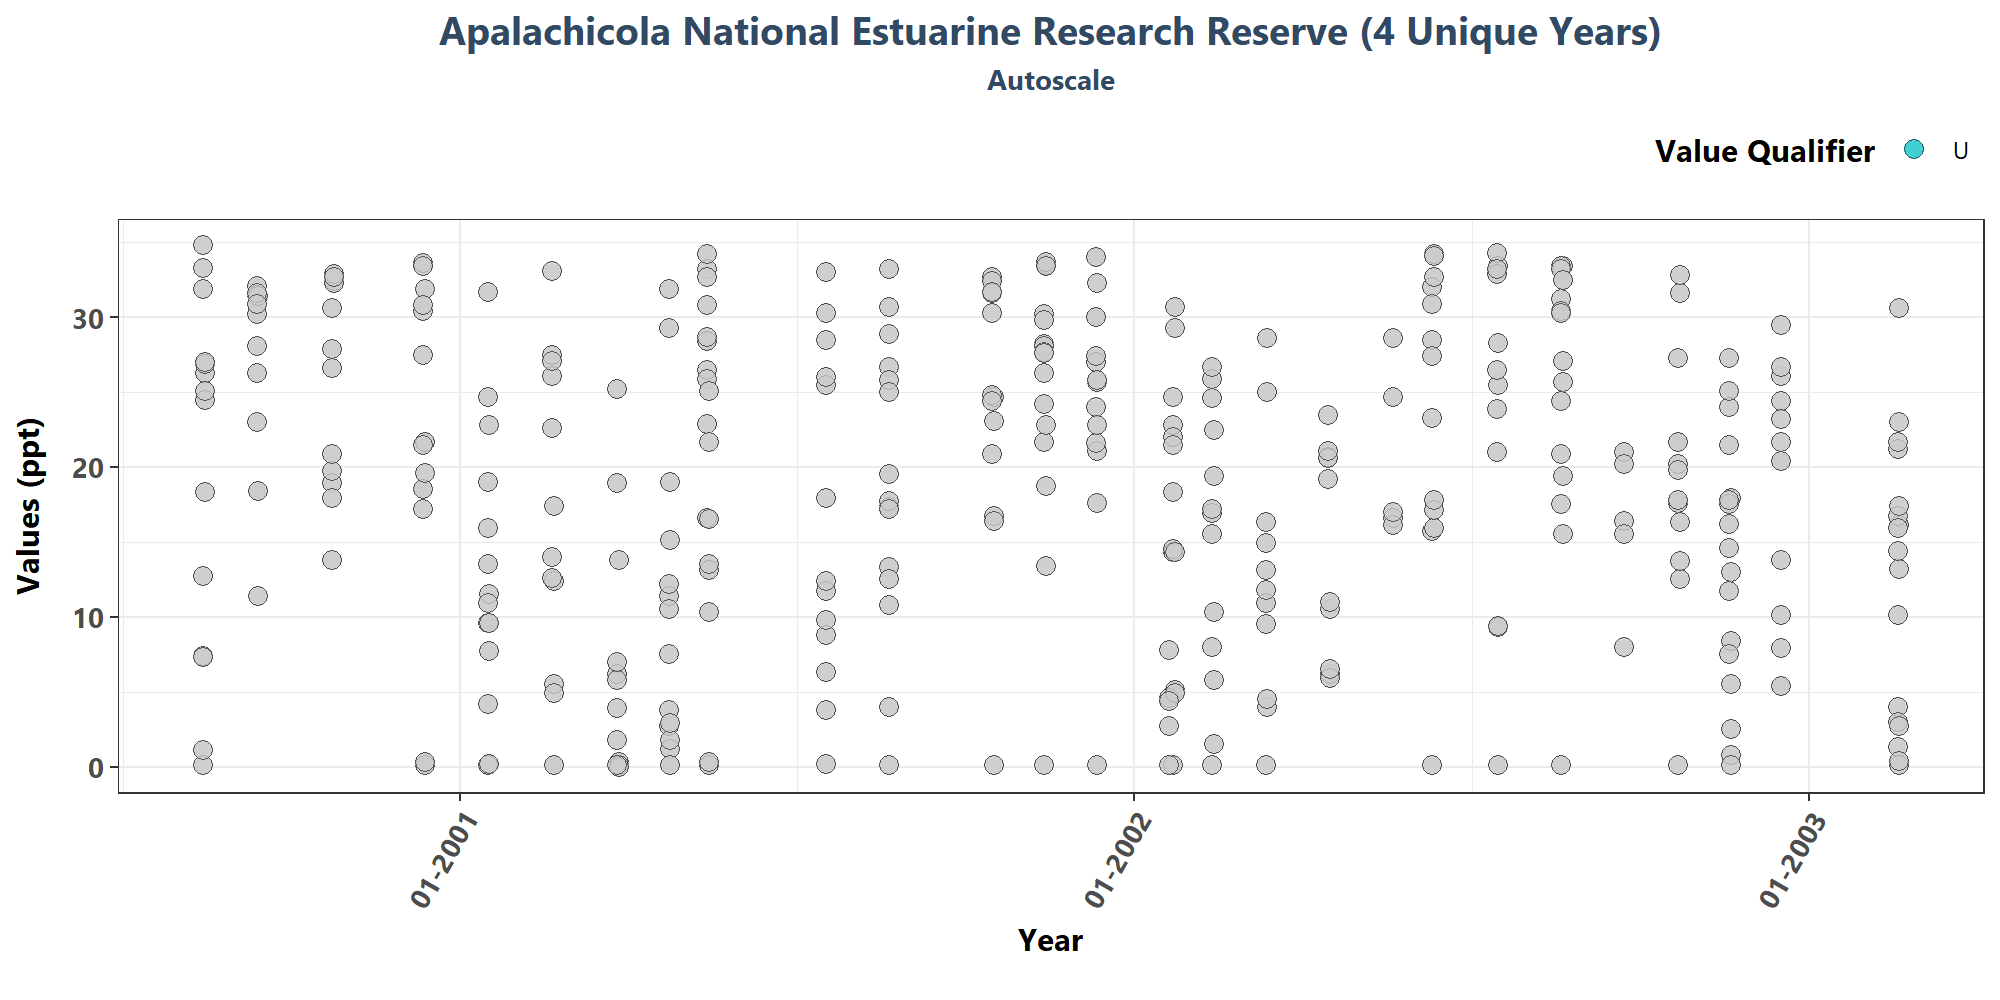 Apalachicola National Estuarine Research Reserve (4 Unique Years)
Autoscale
Value Qualifier U
Values (ppt)
30
20
10
0
01-2001
01-2002
01-2003
Year